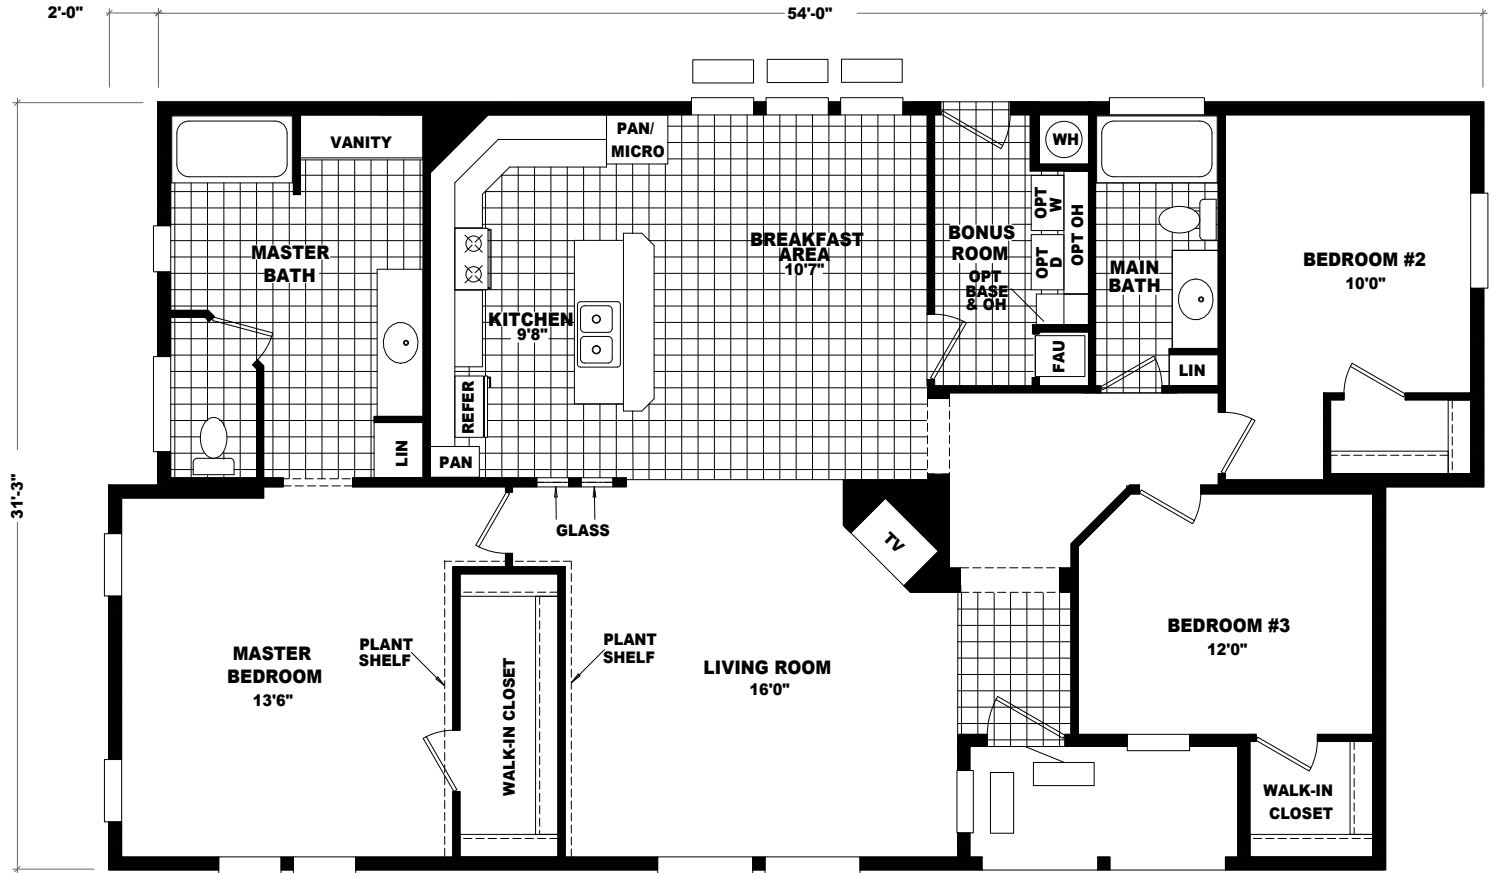 2'-0"
54'-0"
VANITY
PAN/
MICRO
WH
OPT
W
OPT OH
OPT
D
MASTER
BATH
BREAKFAST
AREA
10'7"
BONUS
ROOM
OPT
BASE
& OH
MAIN
BATH
BEDROOM #2
10'0"
KITCHEN
9'8"
FAU
LIN
REFER
LIN
PAN
31'-3"
GLASS
TV
PLANT
SHELF
PLANT
SHELF
MASTER
BEDROOM
13'6"
WALK-IN CLOSET
LIVING ROOM
16'0"
BEDROOM #3
12'0"
WALK-IN
CLOSET